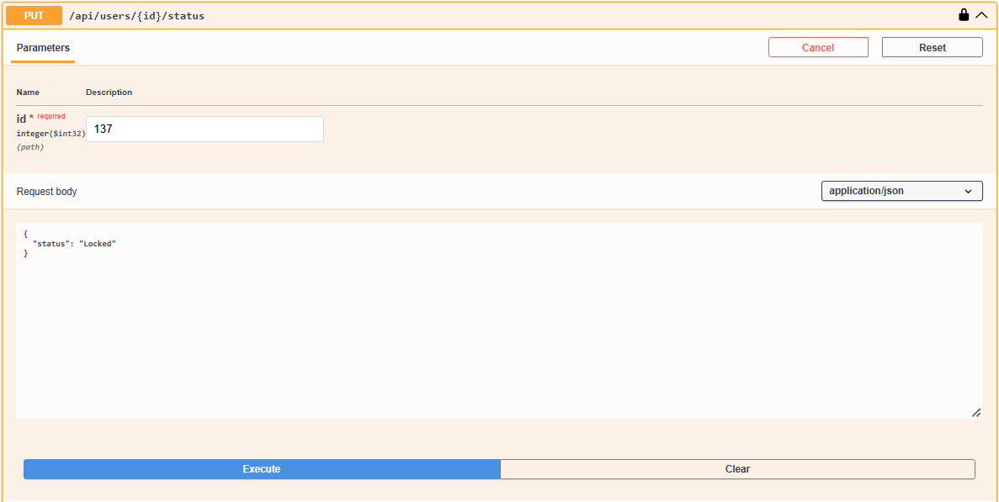 PUT /api/users/{id}/status
Parameters
Cancel
Reset
Name Description
id * required
integer($int32)
(path)
137
Request body
application/json
{
  "status": "Locked"
}
Execute
Clear